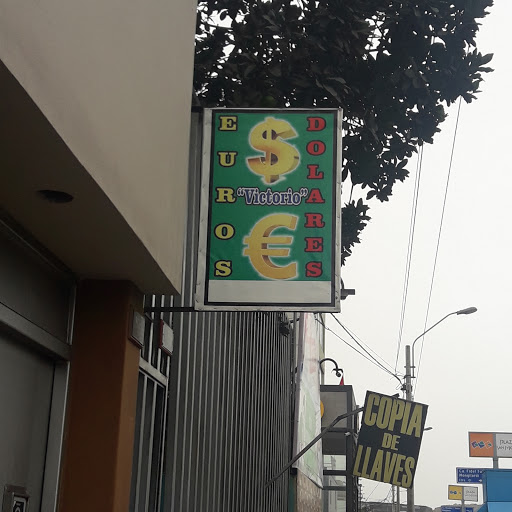 EUROS
$
DOLARES
"Victorio"
€
COPIA
DE
LLAVES